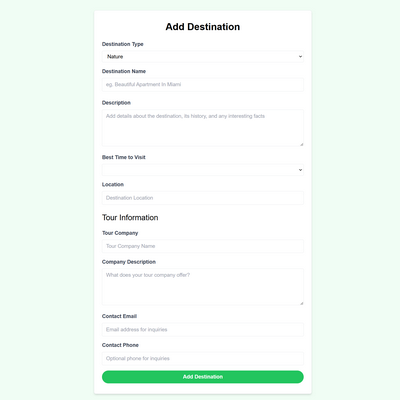 Add Destination
Destination Type
Nature
Destination Name
eg. Beautiful Apartment In Miami
Description
Add details about the destination, its history, and any interesting facts
Best Time to Visit
Location
Destination Location
Tour Information
Tour Company
Tour Company Name
Company Description
What does your tour company offer?
Contact Email
Email address for inquiries
Contact Phone
Optional phone for inquiries
Add Destination